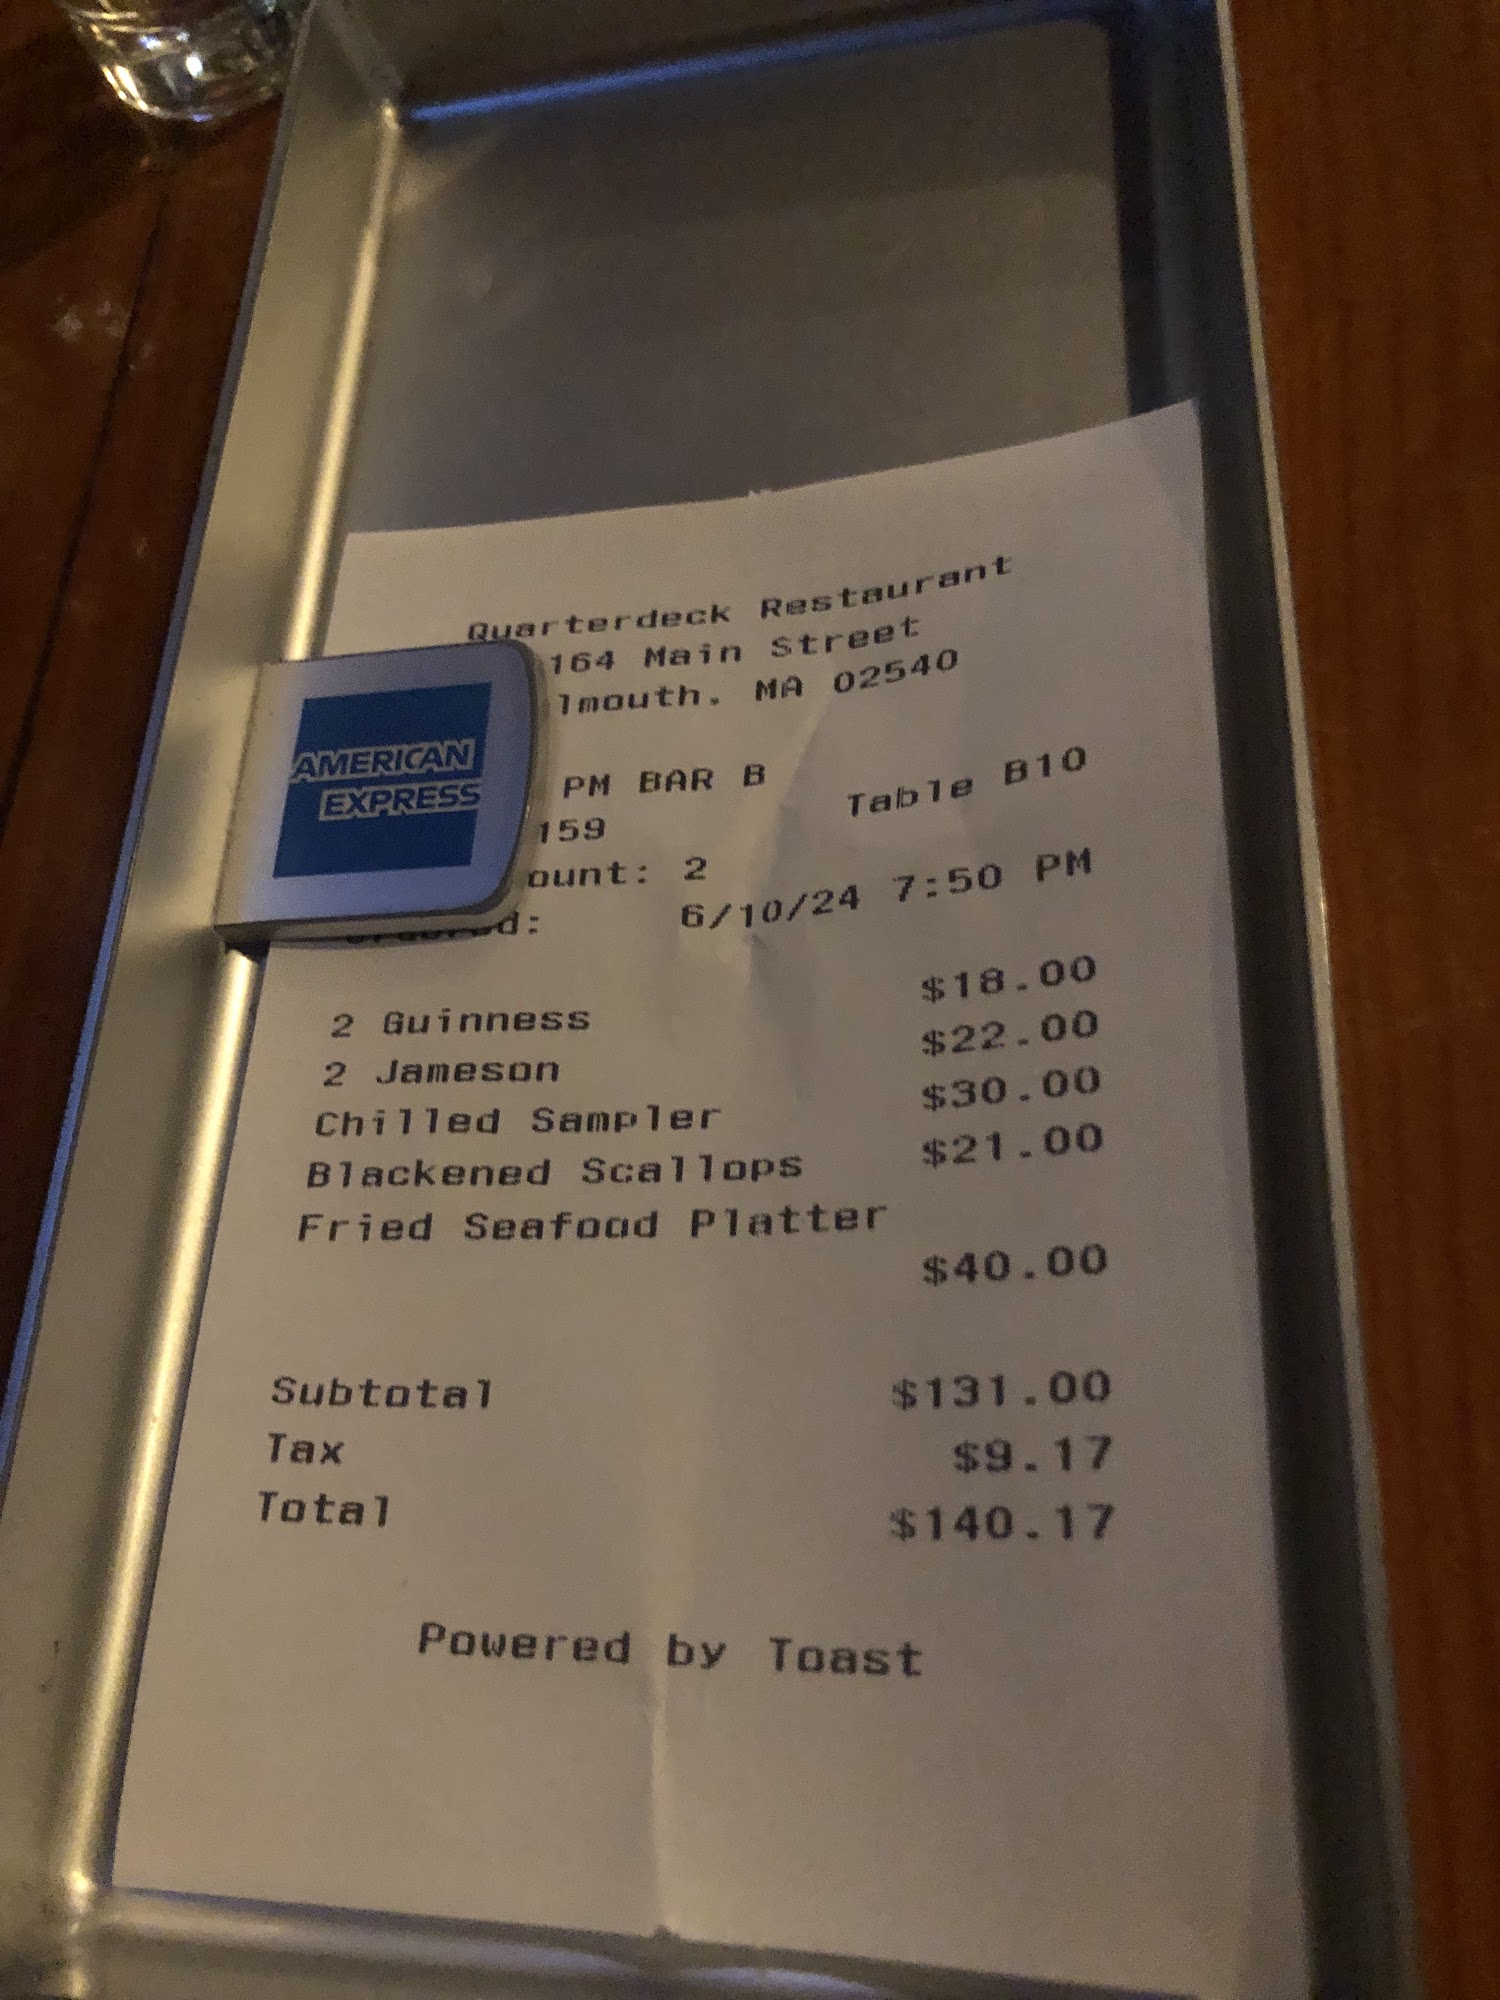 Quarterdeck Restaurant
164 Main Street
lmouth, MA 02540
AMERICAN
EXPRESS
PM BAR B
159 Table B10
ount: 2
d: 6/10/24 7:50 PM
2 Guinness $18.00
2 Jameson $22.00
Chilled Sampler $30.00
Blackened Scallops $21.00
Fried Seafood Platter
$40.00
Subtotal $131.00
Tax $9.17
Total $140.17
Powered by Toast